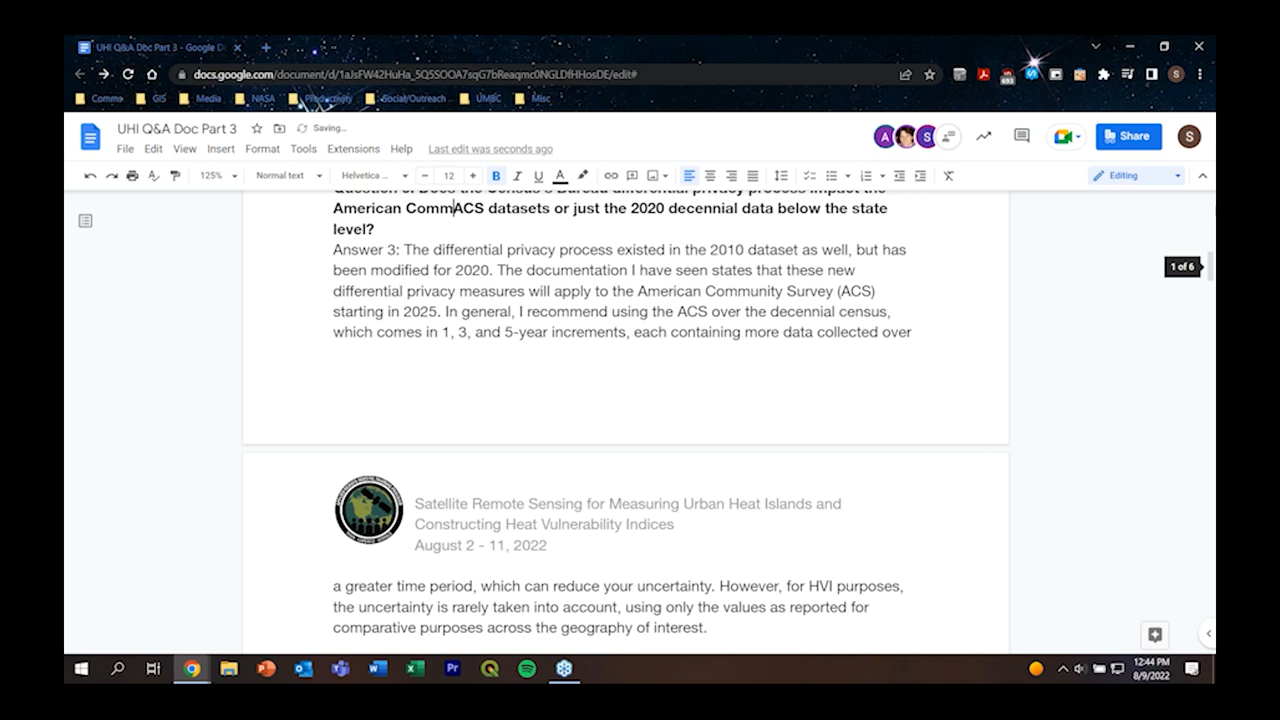 UHI Q&A Doc Part 3 - Google D
docs.google.com/document/d/1aJsFW42HuHa_5Q5SOOA7sqG7bReaqmc0NGLDfHHosDE/edit#
693
S
Comms GIS Media NASA Productivity Social/Outreach UMBC Misc
UHI Q&A Doc Part 3 Saving…
A S Share S
File Edit View Insert Format Tools Extensions Help Last edit was seconds ago
125% Normal text Helvetica ... 12 B I U A Editing
American CommACS datasets or just the 2020 decennial data below the state
level?
Answer 3: The differential privacy process existed in the 2010 dataset as well, but has
been modified for 2020. The documentation I have seen states that these new
1 of 6
differential privacy measures will apply to the American Community Survey (ACS)
starting in 2025. In general, I recommend using the ACS over the decennial census,
which comes in 1, 3, and 5-year increments, each containing more data collected over
Satellite Remote Sensing for Measuring Urban Heat Islands and
Constructing Heat Vulnerability Indices
August 2 - 11, 2022
a greater time period, which can reduce your uncertainty. However, for HVI purposes,
the uncertainty is rarely taken into account, using only the values as reported for
comparative purposes across the geography of interest.
12:44 PM
8/9/2022